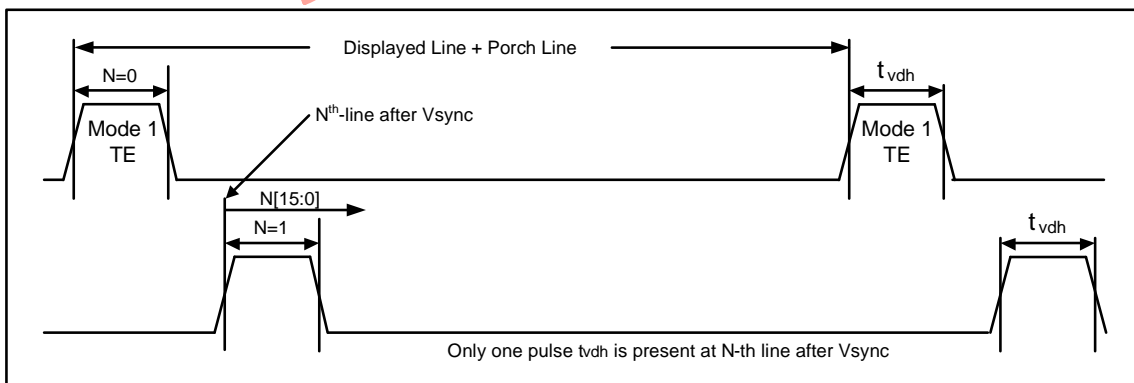 Displayed Line + Porch Line
N=0
tvdh
Nth-line after Vsync
Mode 1
TE
Mode 1
TE
N[15:0]
N=1
tvdh
Only one pulse tvdh is present at N-th line after Vsync